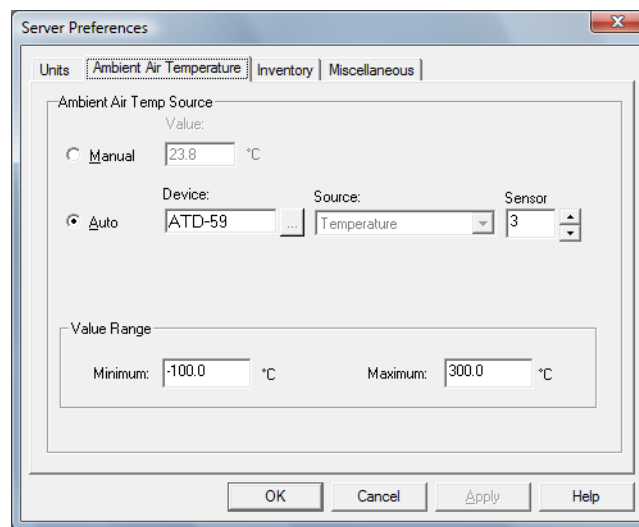 Server Preferences
Units Ambient Air Temperature Inventory Miscellaneous
Ambient Air Temp Source
Value:
Manual 23.8 °C
Device: Source: Sensor
Auto ATD-59 ... Temperature 3
Value Range
Minimum: -100.0 °C Maximum: 300.0 °C
OK Cancel Apply Help